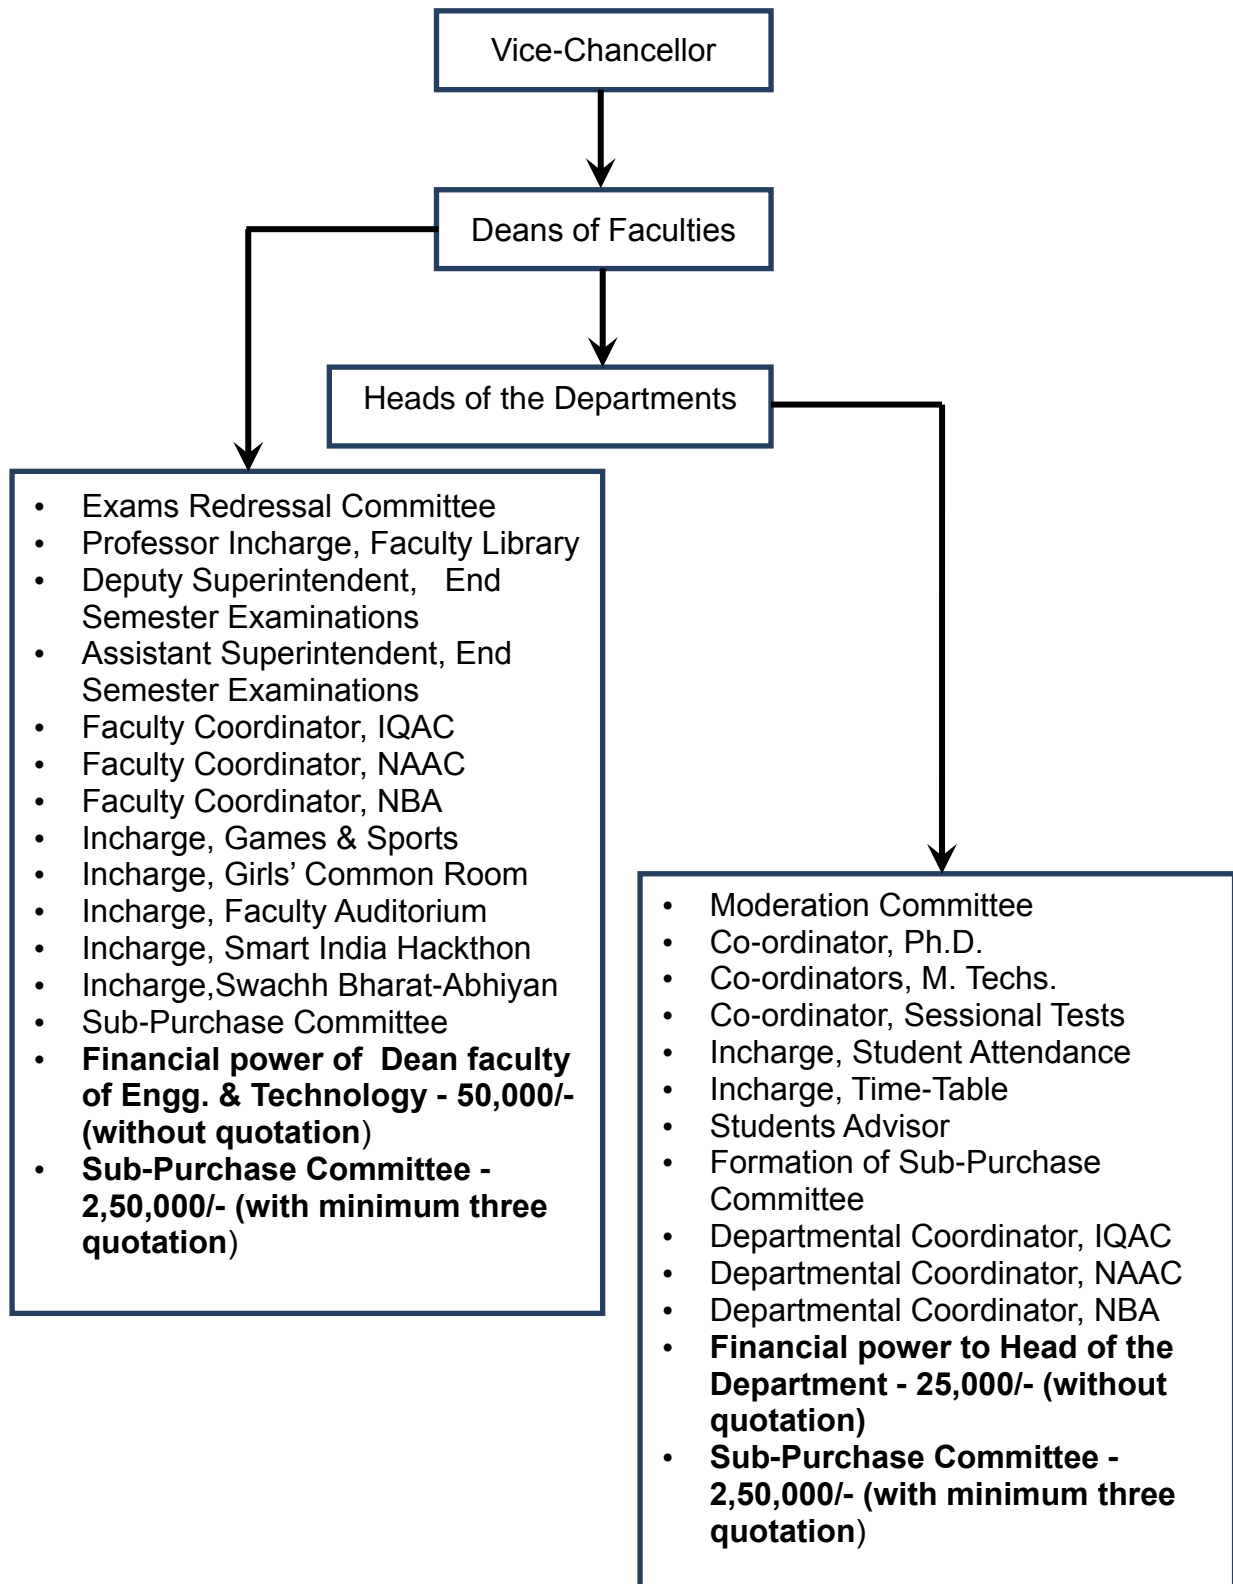 Vice-Chancellor
Deans of Faculties
Heads of the Departments
• Exams Redressal Committee
• Professor Incharge, Faculty Library
• Deputy Superintendent, End
Semester Examinations
• Assistant Superintendent, End
Semester Examinations
• Faculty Coordinator, IQAC
• Faculty Coordinator, NAAC
• Faculty Coordinator, NBA
• Incharge, Games & Sports
• Incharge, Girls’ Common Room
• Incharge, Faculty Auditorium
• Incharge, Smart India Hackthon
• Incharge,Swachh Bharat-Abhiyan
• Sub-Purchase Committee
• Financial power of Dean faculty
of Engg. & Technology - 50,000/-
(without quotation)
• Sub-Purchase Committee -
2,50,000/- (with minimum three
quotation)
• Moderation Committee
• Co-ordinator, Ph.D.
• Co-ordinators, M. Techs.
• Co-ordinator, Sessional Tests
• Incharge, Student Attendance
• Incharge, Time-Table
• Students Advisor
• Formation of Sub-Purchase
Committee
• Departmental Coordinator, IQAC
• Departmental Coordinator, NAAC
• Departmental Coordinator, NBA
• Financial power to Head of the
Department - 25,000/- (without
quotation)
• Sub-Purchase Committee -
2,50,000/- (with minimum three
quotation)